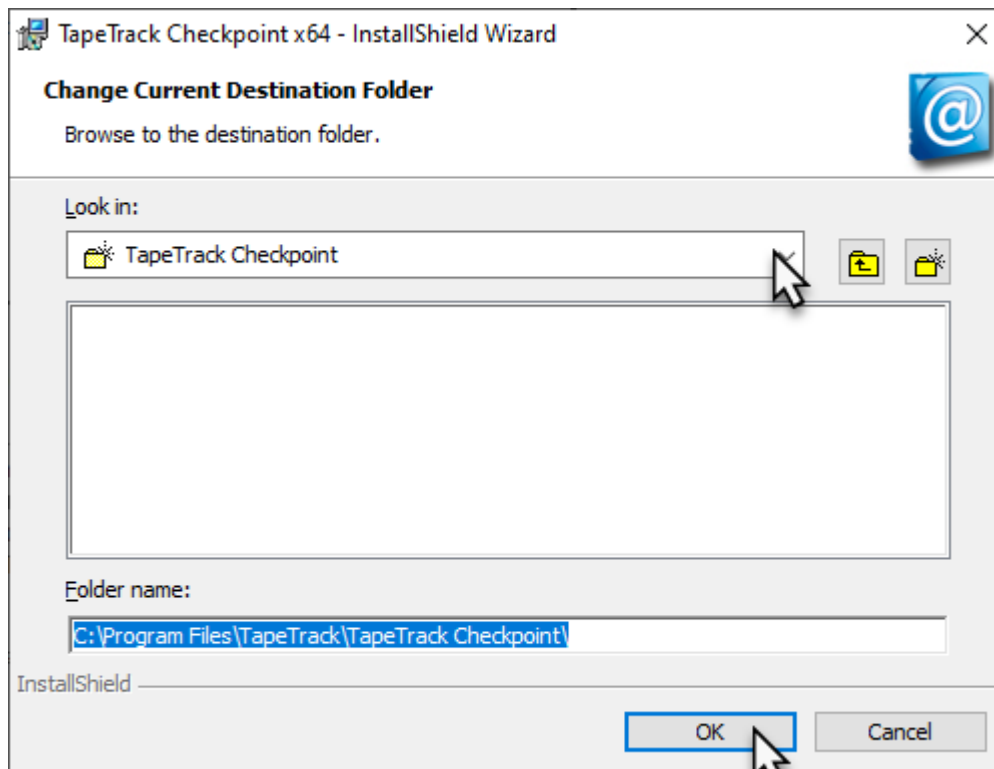 TapeTrack Checkpoint x64 - InstallShield Wizard
Change Current Destination Folder
Browse to the destination folder.
Look in:
TapeTrack Checkpoint
Folder name:
C:\Program Files\TapeTrack\TapeTrack Checkpoint\
InstallShield
OK Cancel